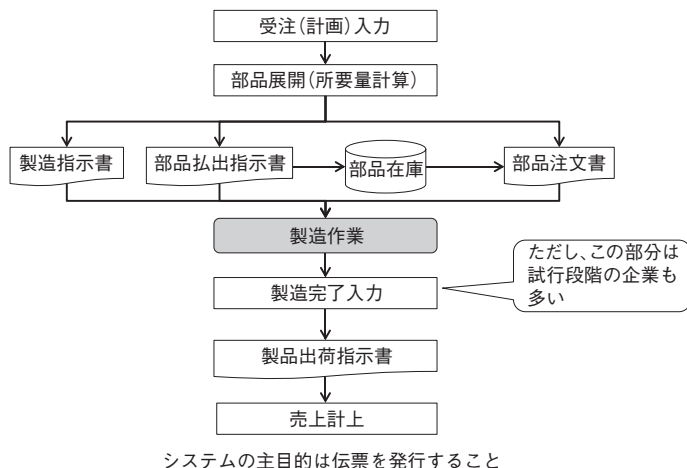 受注(計画)入力
部品展開(所要量計算)
製造指示書
部品払出指示書
部品在庫
部品注文書
製造作業
ただし、この部分は
試行段階の企業も
多い
製造完了入力
製品出荷指示書
売上計上
システムの主目的は伝票を発行すること